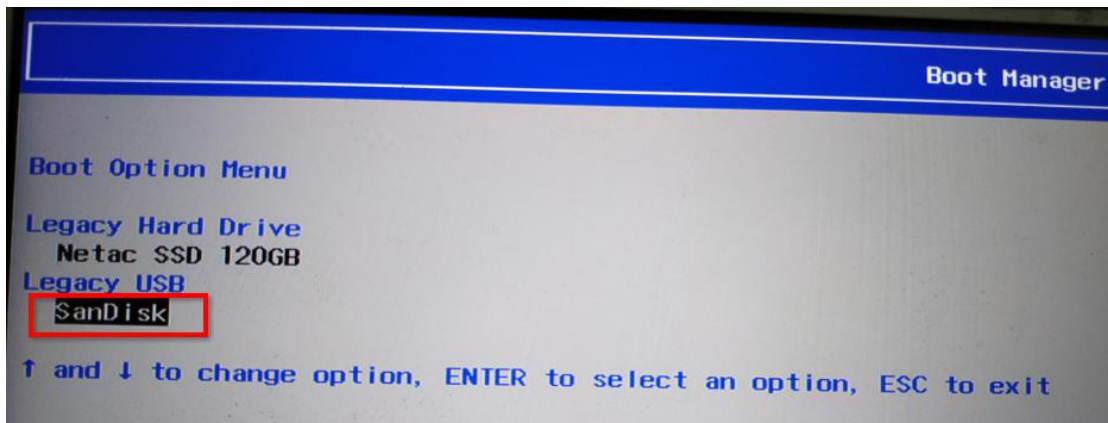 Boot Manager
Boot Option Menu
Legacy Hard Drive
Netac SSD 120GB
Legacy USB
SanDisk
↑ and ↓ to change option, ENTER to select an option, ESC to exit